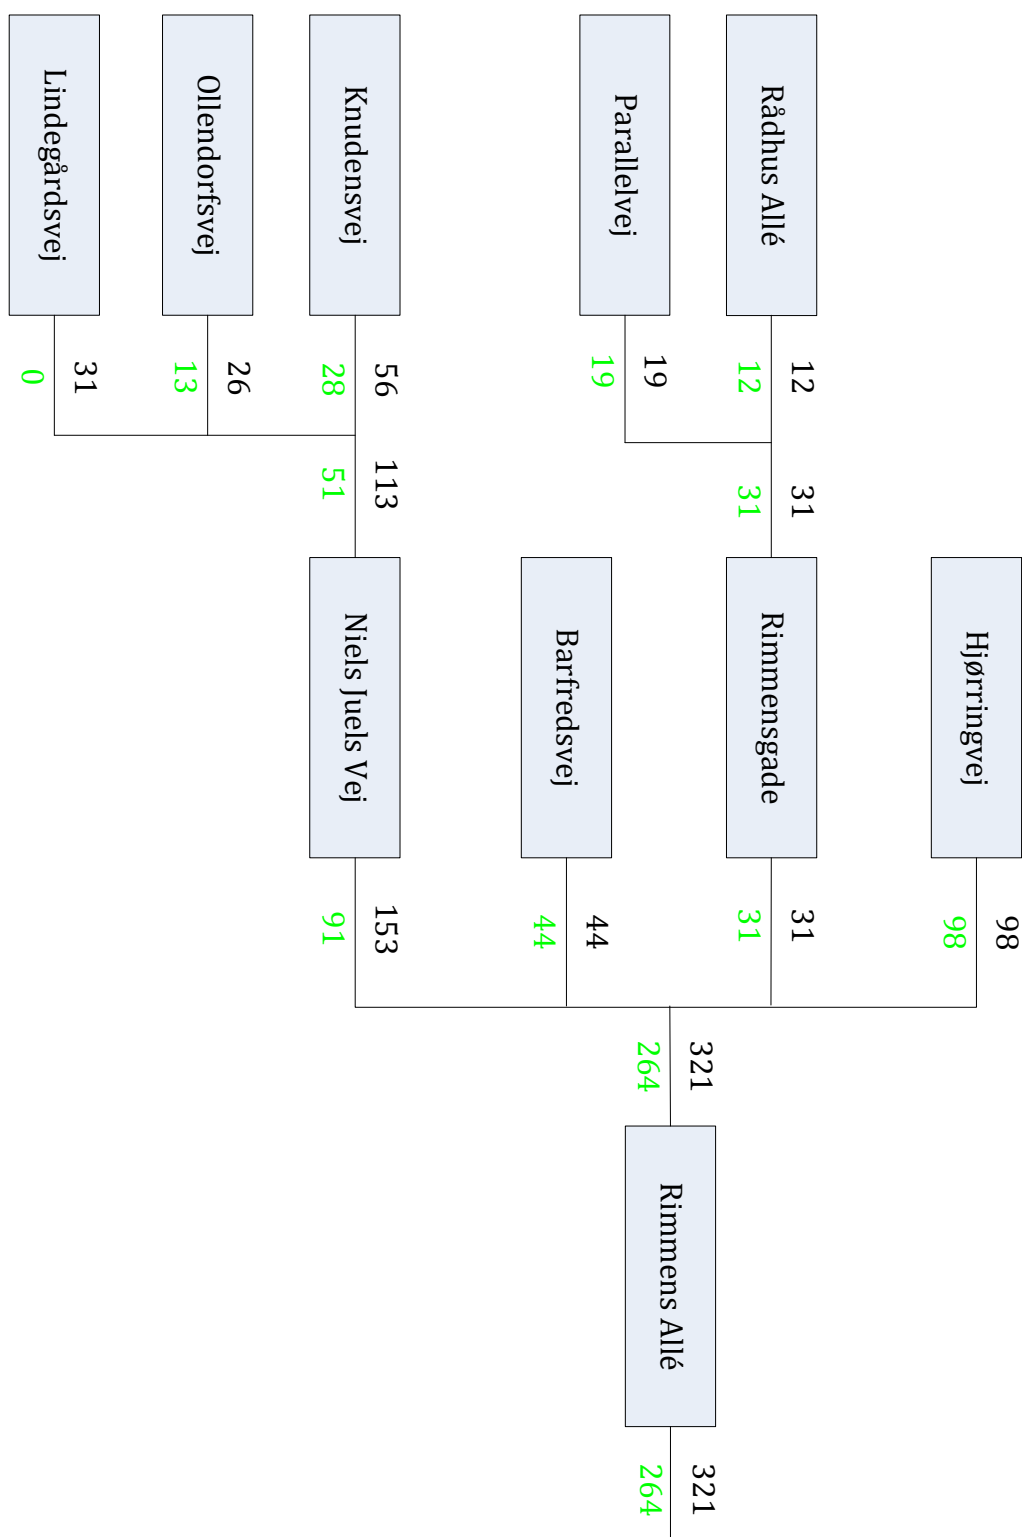 98
Hjørringvej
98
12
31
31
Rådhus Allé
Rimmensgade
12
31
31
321
321
Rimmens Allé
264
264
19
Parallelvej
19
44
Barfredsvej
44
56
113
153
Knudensvej
Niels Juels Vej
28
51
91
26
Ollendorfsvej
13
31
Lindegårdsvej
0